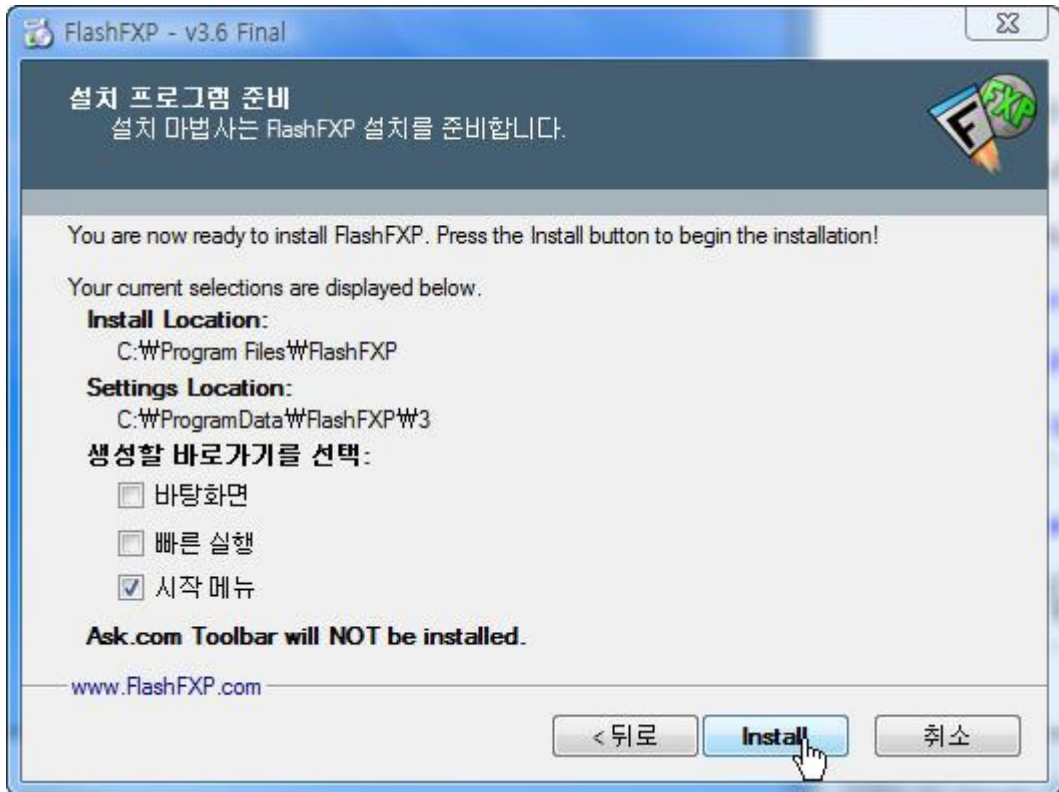 FlashFXP - v3.6 Final
설치 프로그램 준비
설치 마법사는 FlashFXP 설치를 준비합니다.
F
FXP
You are now ready to install FlashFXP. Press the Install button to begin the installation!
Your current selections are displayed below.
Install Location:
C:₩Program Files₩FlashFXP
Settings Location:
C:₩ProgramData₩FlashFXP₩3
생성할 바로가기를 선택:
바탕화면
빠른 실행
시작 메뉴
Ask.com Toolbar will NOT be installed.
www.FlashFXP.com
< 뒤로
Install
취소